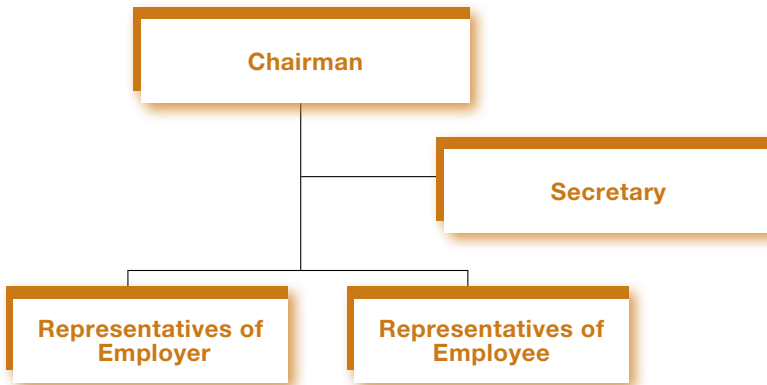 Chairman
Secretary
Representatives of
Employer
Representatives of
Employee